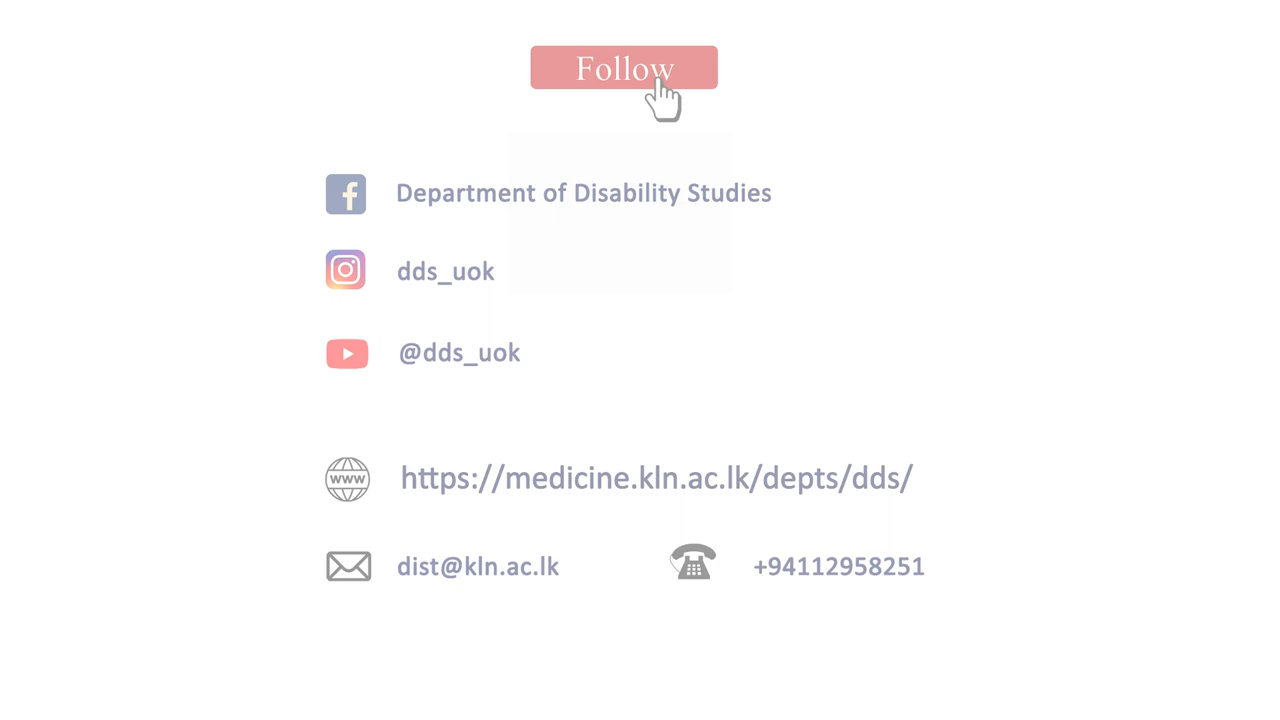 Follow
Department of Disability Studies
dds_uok
@dds_uok
www
https://medicine.kln.ac.lk/depts/dds/
dist@kln.ac.lk
+94112958251